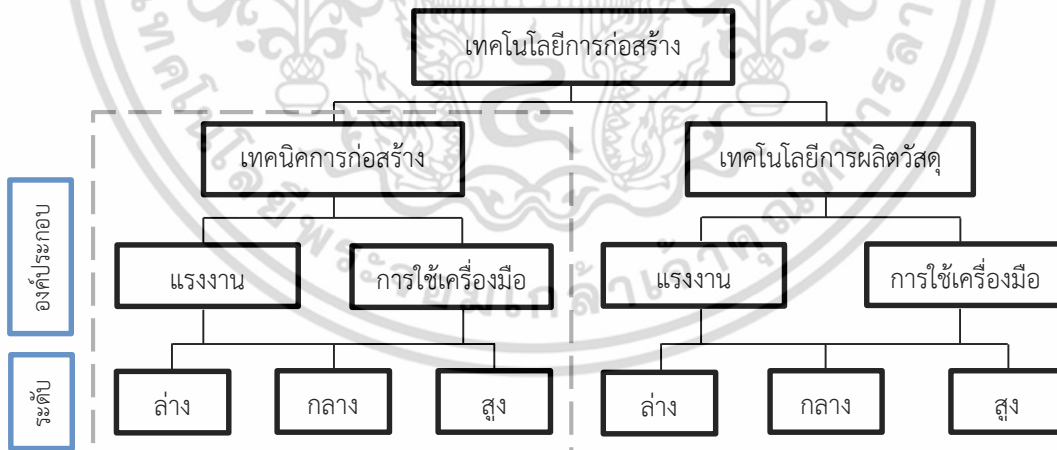 เทคโนโลยีการก่อสร้าง
เทคนิคการก่อสร้าง
เทคโนโลยีการผลิตวัสดุ
องค์ประกอบ
แรงงาน
การใช้เครื่องมือ
แรงงาน
การใช้เครื่องมือ
ระดับ
ล่าง
กลาง
สูง
ล่าง
กลาง
สูง